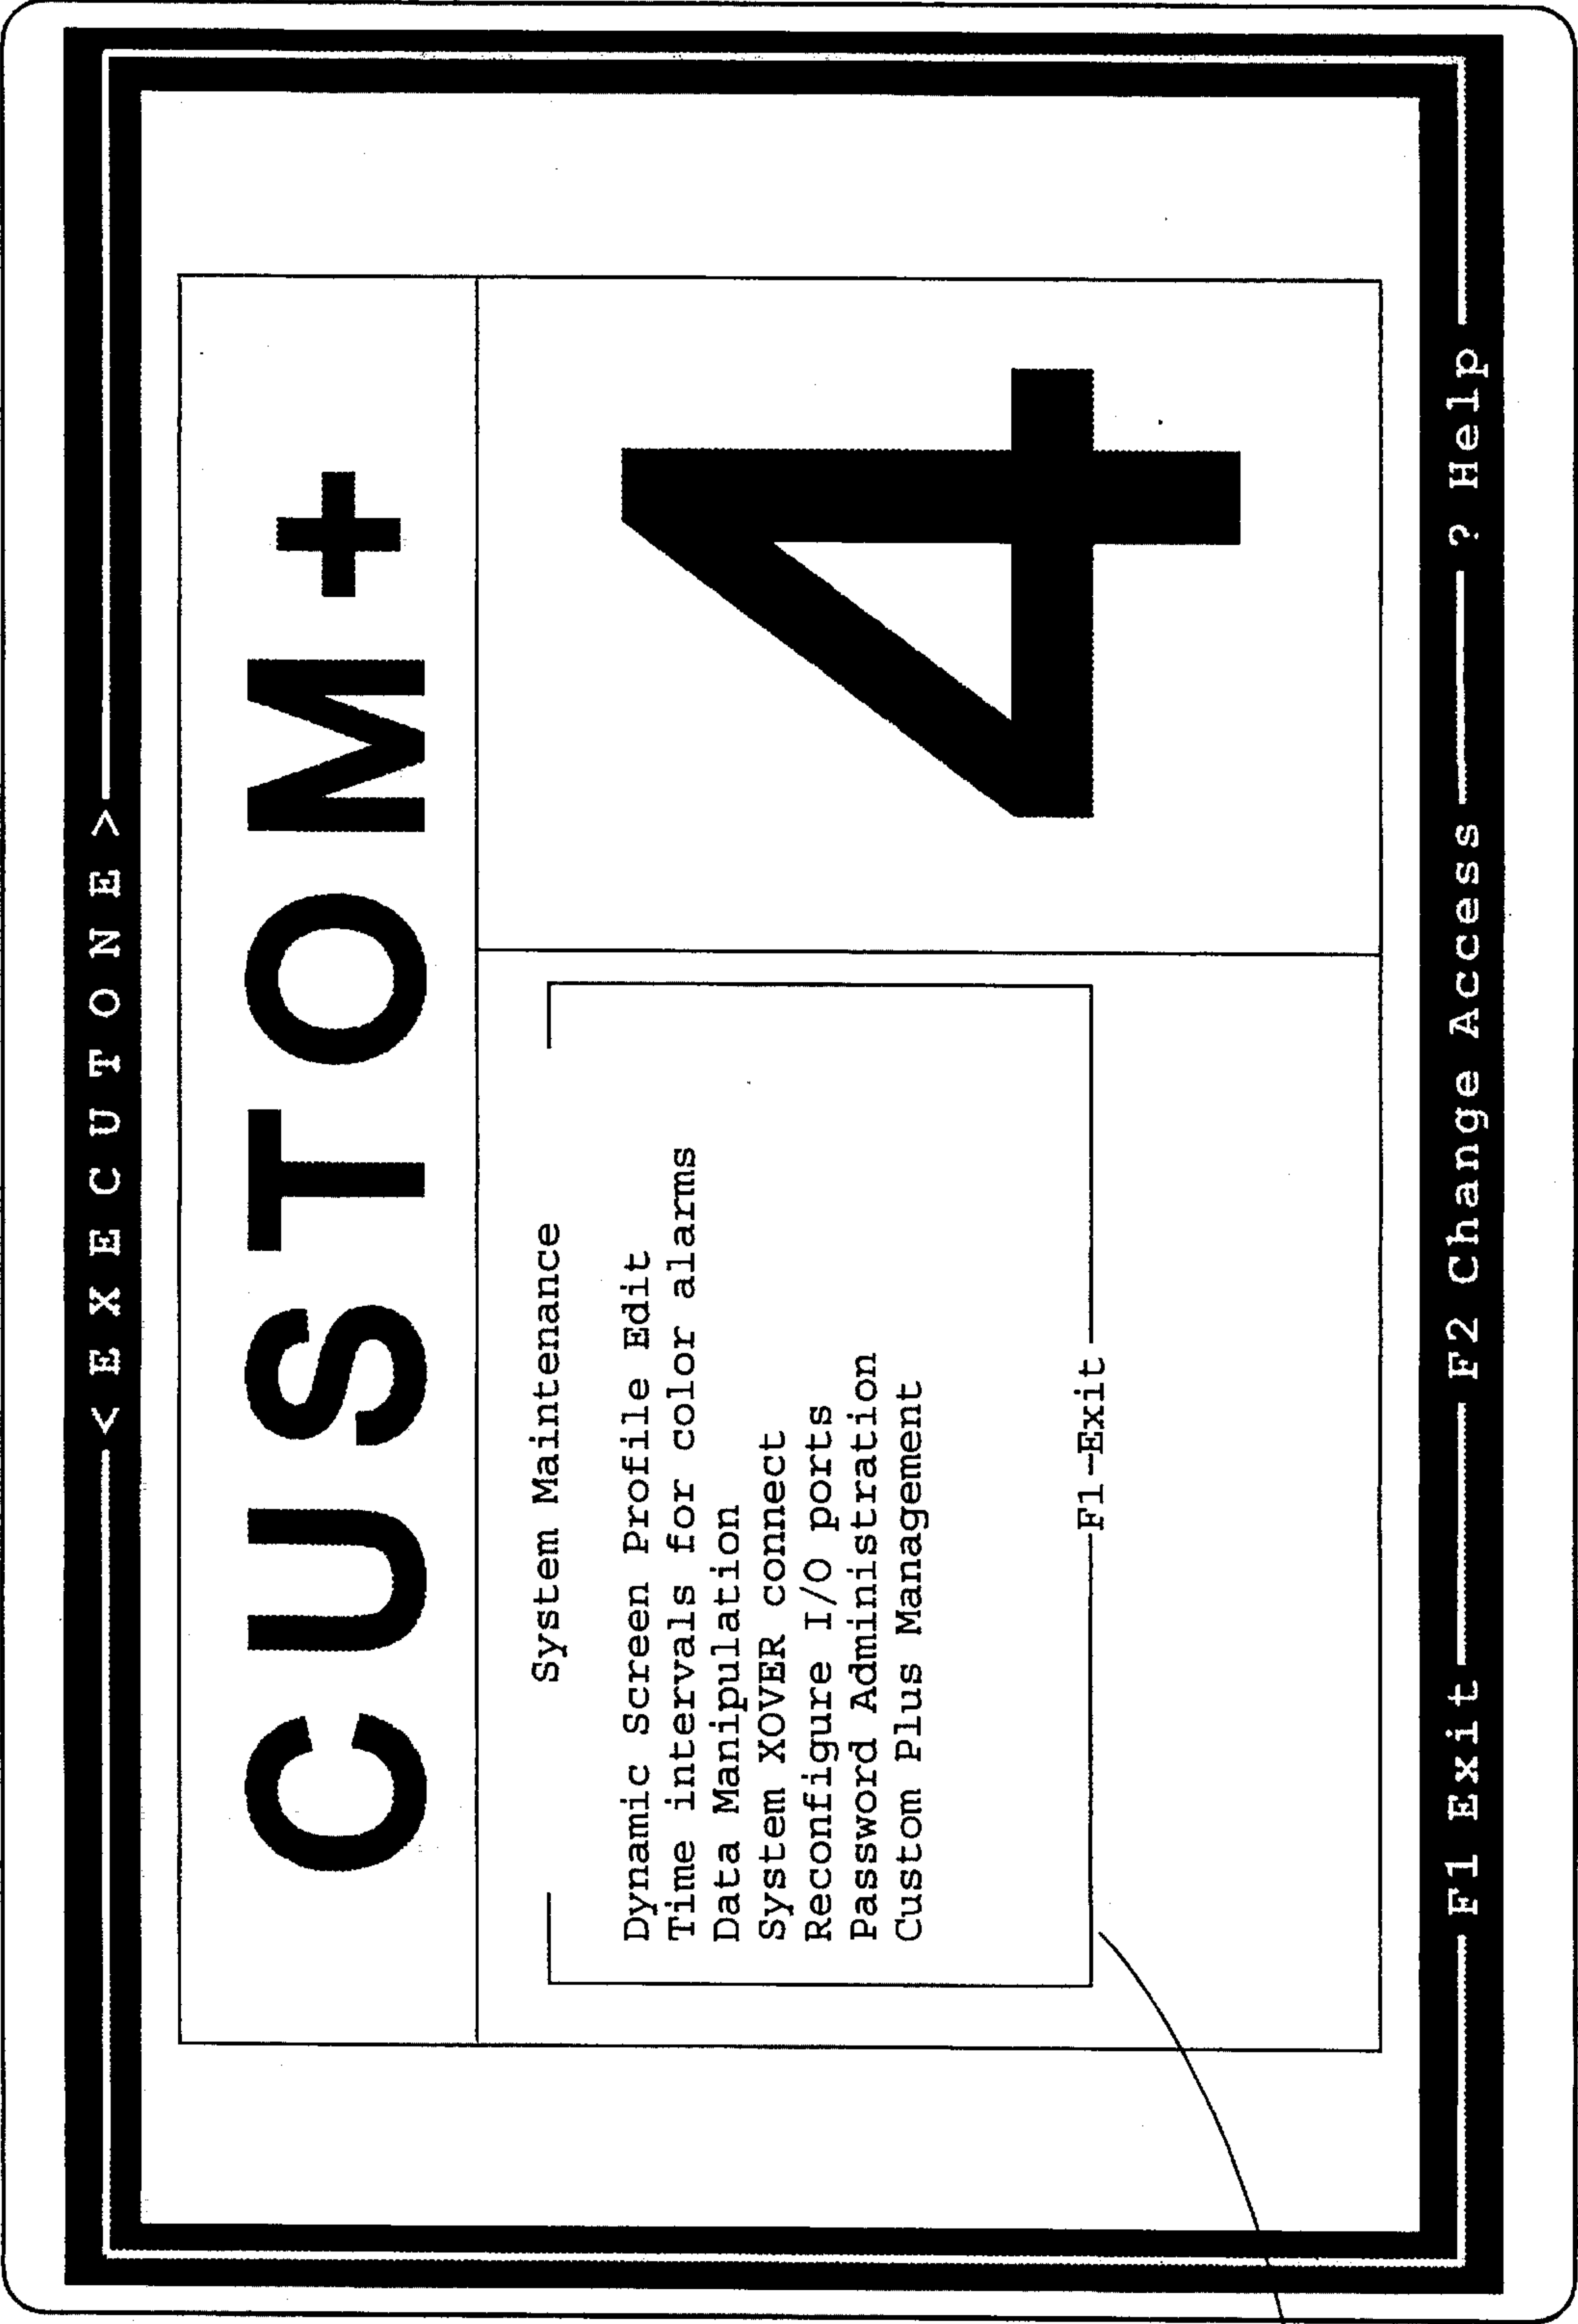 < E X E C U T O N E >
CUSTOM+
System Maintenance
Dynamic Screen Profile Edit
Time intervals for color alarms
Data Manipulation
System XOVER connect
Reconfigure I/O ports
Password Administration
Custom Plus Management
F1-Exit
4
F1 Exit F2 Change Access ? Help